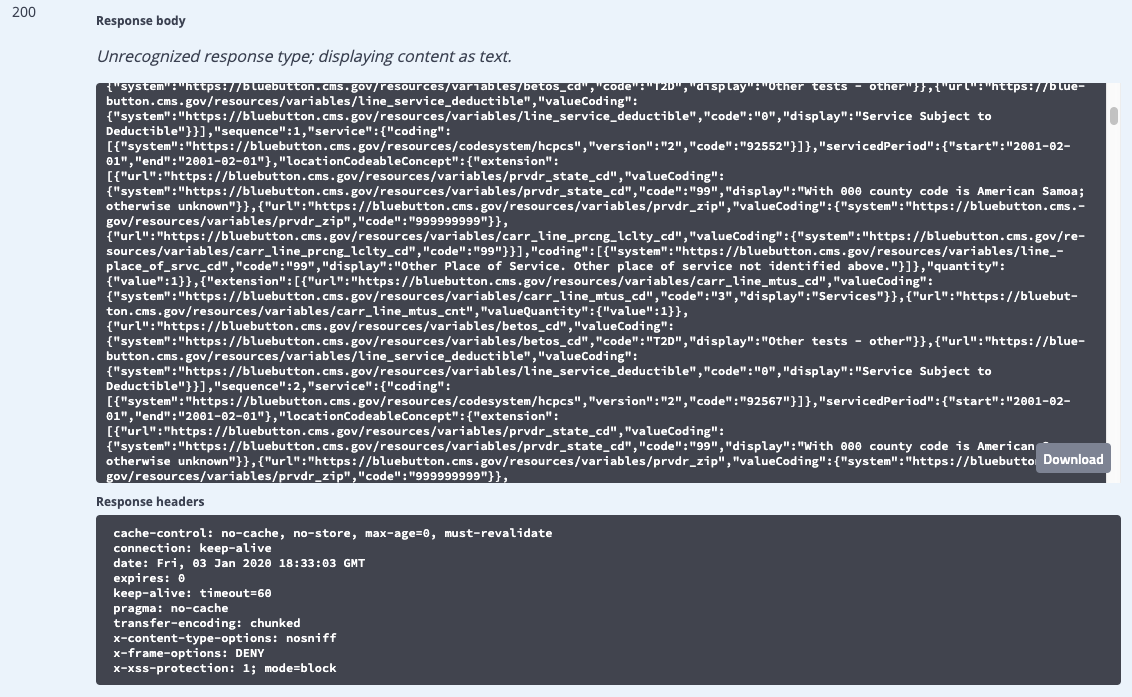 200
Response body
Unrecognized response type; displaying content as text.
{"system":"https://bluebutton.cms.gov/resources/variables/betos_cd","code":"T2D","display":"Other tests - other"}},{"url":"https://blue-
button.cms.gov/resources/variables/line_service_deductible","valueCoding":
{"system":"https://bluebutton.cms.gov/resources/variables/line_service_deductible","code":"0","display":"Service Subject to
Deductible"}}],"sequence":1,"service":{"coding":
[{"system":"https://bluebutton.cms.gov/resources/codesystem/hcpcs","version":"2","code":"92552"}]},"servicedPeriod":{"start":"2001-02-
01","end":"2001-02-01"},"locationCodeableConcept":{"extension":
[{"url":"https://bluebutton.cms.gov/resources/variables/prvdr_state_cd","valueCoding":
{"system":"https://bluebutton.cms.gov/resources/variables/prvdr_state_cd","code":"99","display":"With 000 county code is American Samoa;
otherwise unknown"}},{"url":"https://bluebutton.cms.gov/resources/variables/prvdr_zip","valueCoding":{"system":"https://bluebutton.cms.-
gov/resources/variables/prvdr_zip","code":"999999999"}},
{"url":"https://bluebutton.cms.gov/resources/variables/carr_line_prcng_lclty_cd","valueCoding":{"system":"https://bluebutton.cms.gov/re-
sources/variables/carr_line_prcng_lclty_cd","code":"99"}}],"coding":[{"system":"https://bluebutton.cms.gov/resources/variables/line_-
place_of_srvc_cd","code":"99","display":"Other Place of Service. Other place of service not identified above."}]},"quantity":
{"value":1}},{"extension":[{"url":"https://bluebutton.cms.gov/resources/variables/carr_line_mtus_cd","valueCoding":
{"system":"https://bluebutton.cms.gov/resources/variables/carr_line_mtus_cd","code":"3","display":"Services"}},{"url":"https://bluebut-
ton.cms.gov/resources/variables/carr_line_mtus_cnt","valueQuantity":{"value":1}},
{"url":"https://bluebutton.cms.gov/resources/variables/betos_cd","valueCoding":
{"system":"https://bluebutton.cms.gov/resources/variables/betos_cd","code":"T2D","display":"Other tests - other"}},{"url":"https://blue-
button.cms.gov/resources/variables/line_service_deductible","valueCoding":
{"system":"https://bluebutton.cms.gov/resources/variables/line_service_deductible","code":"0","display":"Service Subject to
Deductible"}}],"sequence":2,"service":{"coding":
[{"system":"https://bluebutton.cms.gov/resources/codesystem/hcpcs","version":"2","code":"92567"}]},"servicedPeriod":{"start":"2001-02-
01","end":"2001-02-01"},"locationCodeableConcept":{"extension":
[{"url":"https://bluebutton.cms.gov/resources/variables/prvdr_state_cd","valueCoding":
{"system":"https://bluebutton.cms.gov/resources/variables/prvdr_state_cd","code":"99","display":"With 000 county code is American
otherwise unknown"}},{"url":"https://bluebutton.cms.gov/resources/variables/prvdr_zip","valueCoding":{"system":"https://bluebutto
gov/resources/variables/prvdr_zip","code":"999999999"}},
Download
Response headers
cache-control: no-cache, no-store, max-age=0, must-revalidate
connection: keep-alive
date: Fri, 03 Jan 2020 18:33:03 GMT
expires: 0
keep-alive: timeout=60
pragma: no-cache
transfer-encoding: chunked
x-content-type-options: nosniff
x-frame-options: DENY
x-xss-protection: 1; mode=block